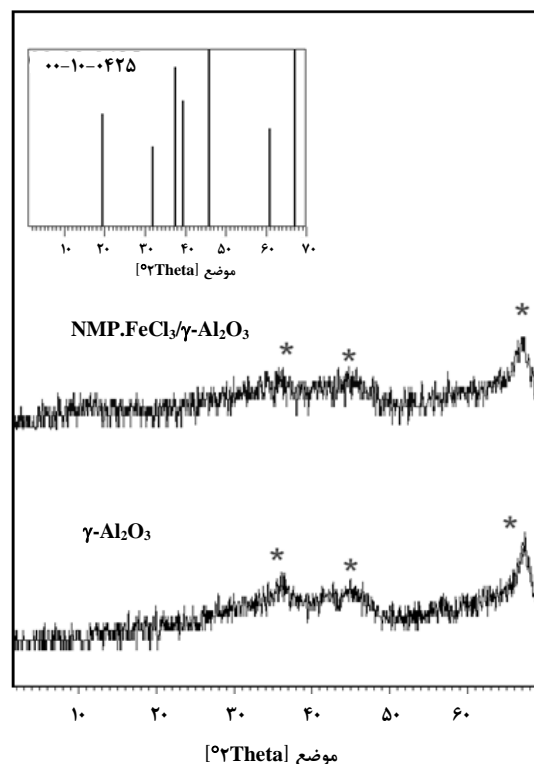 ۰۰-۱۰-۰۴۲۵
۱۰ ۲۰ ۳۰ ۴۰ ۵۰ ۶۰ ۷۰
موضع [°۲Theta]
NMP.FeCl₃/γ-Al₂O₃
γ-Al₂O₃
۱۰ ۲۰ ۳۰ ۴۰ ۵۰ ۶۰
موضع [°۲Theta]